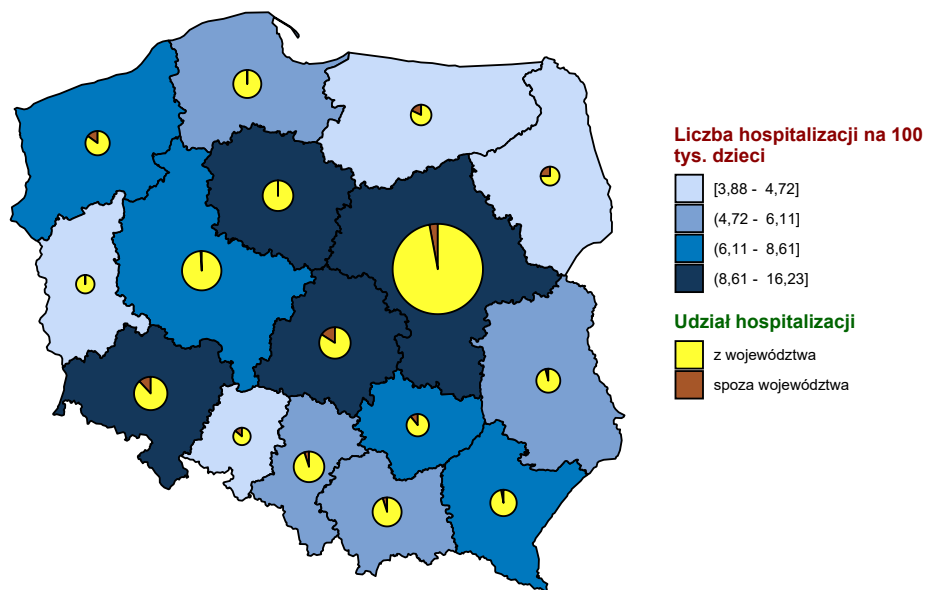 Liczba hospitalizacji na 100
tys. dzieci
[3,88 - 4,72]
(4,72 - 6,11]
(6,11 - 8,61]
(8,61 - 16,23]
Udział hospitalizacji
z województwa
spoza województwa